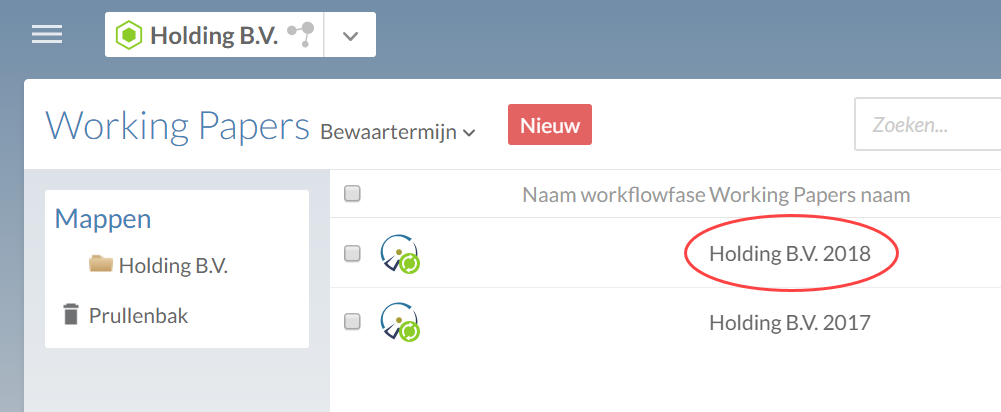 Holding B.V.
Working Papers Bewaartermijn Nieuw Zoeken...
Mappen
Holding B.V.
Prullenbak
Naam workflowfase Working Papers naam
Holding B.V. 2018
Holding B.V. 2017